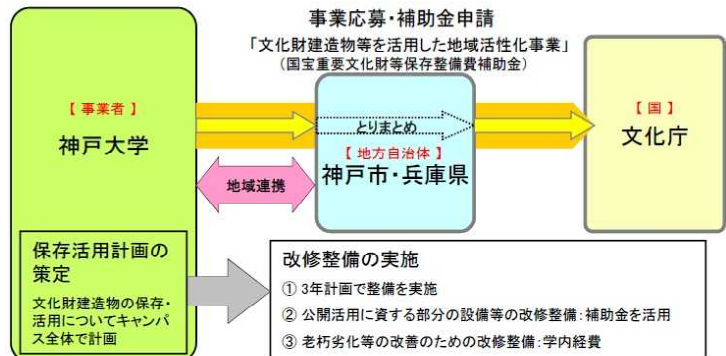 事業応募・補助金申請
「文化財建造物等を活用した地域活性化事業」
（国宝重要文化財等保存整備費補助金）
【 事業者 】
神戸大学
とりまとめ
【 地方自治体 】
神戸市・兵庫県
【 国 】
文化庁
地域連携
保存活用計画の
策定
文化財建造物の保存・
活用についてキャンパ
ス全体で計画
改修整備の実施
① 3年計画で整備を実施
② 公開活用に資する部分の設備等の改修整備：補助金を活用
③ 老朽劣化等の改善のための改修整備：学内経費